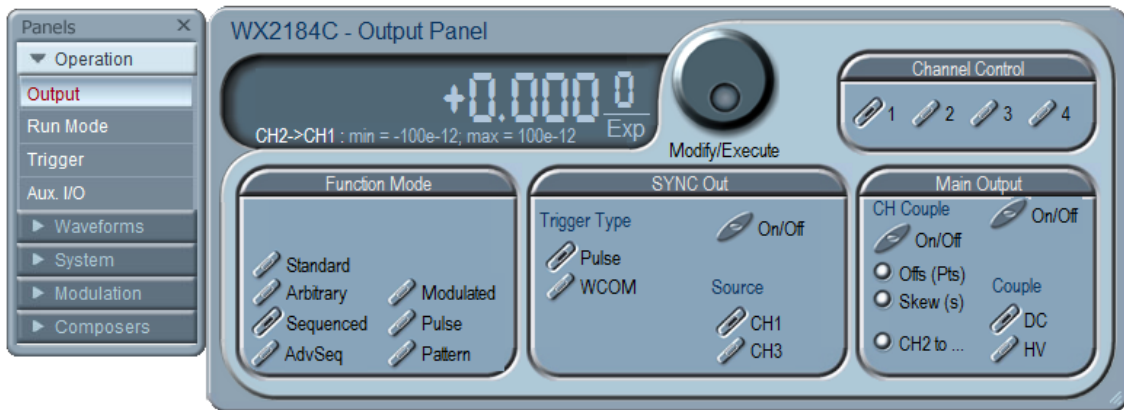 Panels
Operation
Output
Run Mode
Trigger
Aux. I/O
Waveforms
System
Modulation
Composers
WX2184C - Output Panel
+0.000 0
Exp
CH2->CH1 : min = -100e-12; max = 100e-12
Modify/Execute
Channel Control
1 2 3 4
Function Mode
Standard
Arbitrary
Sequenced
AdvSeq
Modulated
Pulse
Pattern
SYNC Out
Trigger Type
Pulse
WCOM
On/Off
Source
CH1
CH3
Main Output
CH Couple
On/Off
Offs (Pts)
Skew (s)
CH2 to ...
On/Off
Couple
DC
HV